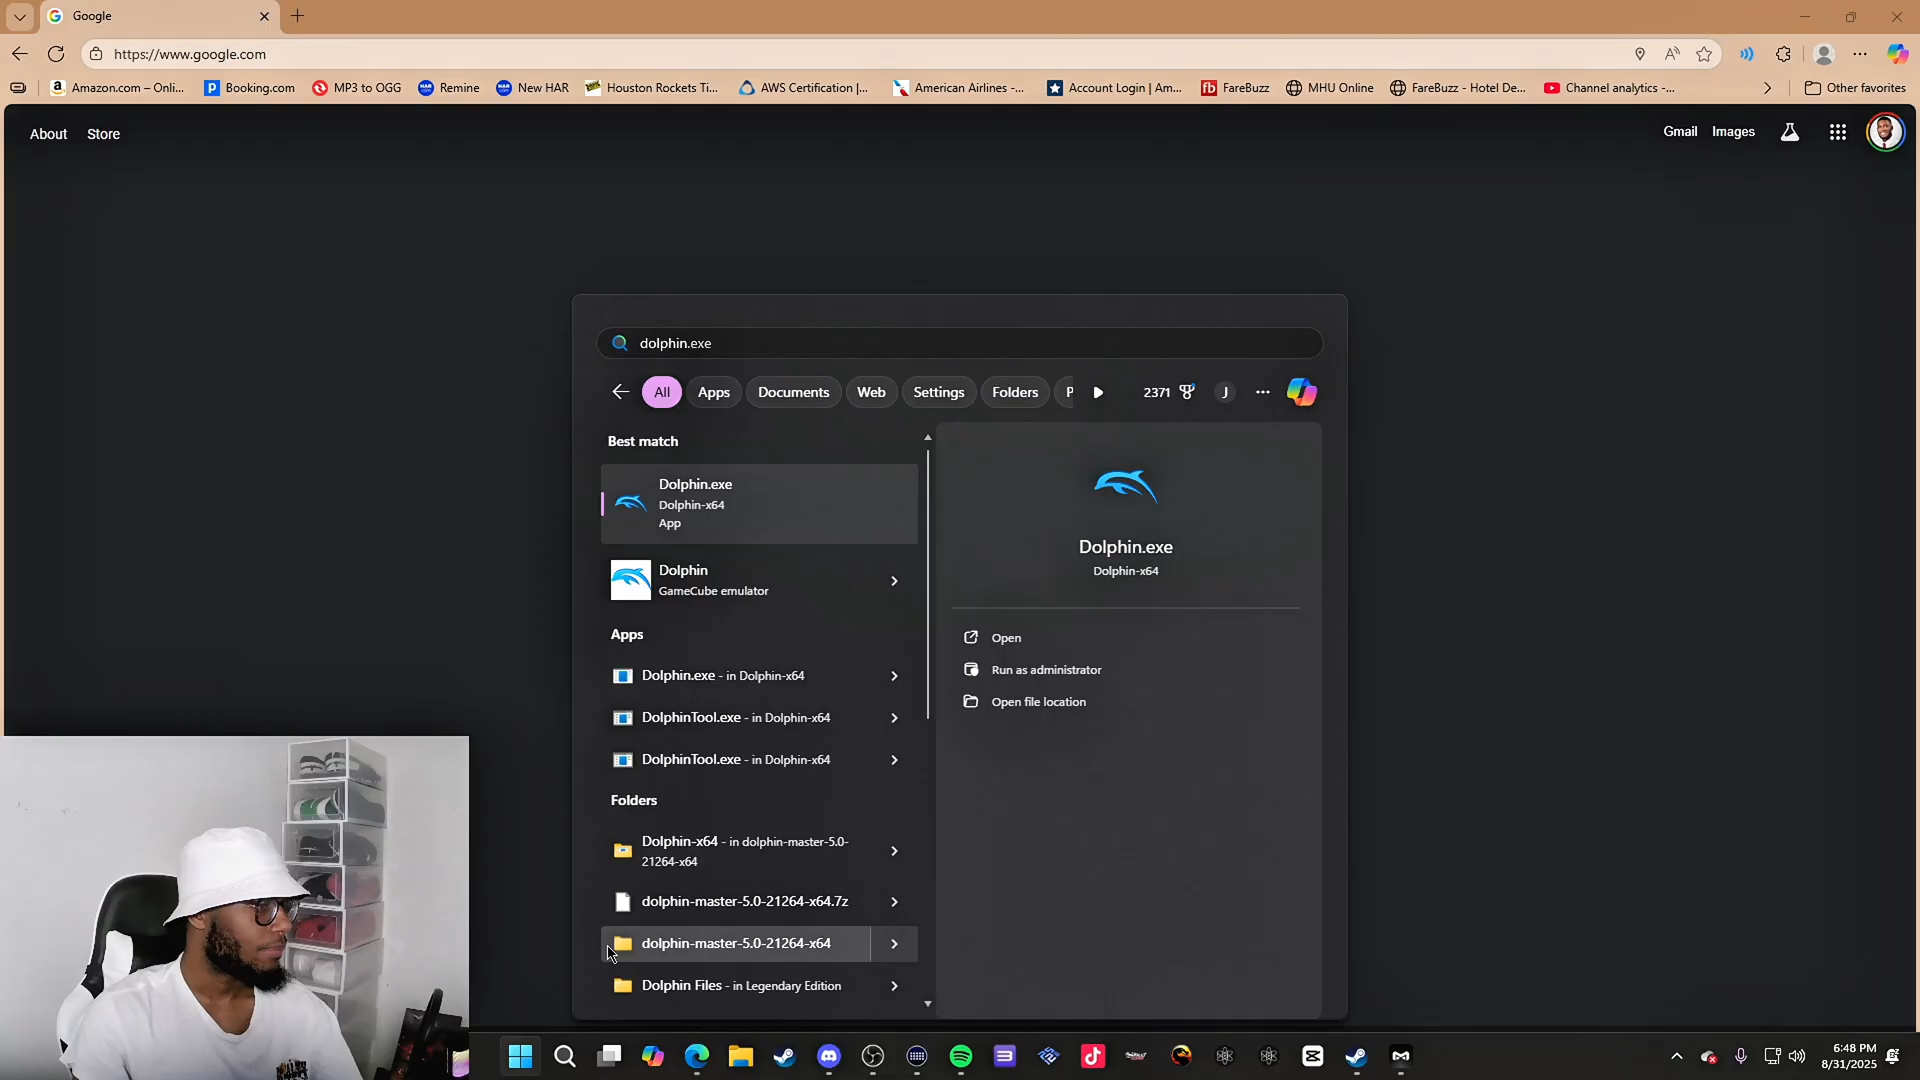 Google
https://www.google.com
Amazon.com – Onli...
Booking.com
MP3 to OGG
Remine
New HAR
Houston Rockets Ti...
AWS Certification |...
American Airlines -...
Account Login | Am...
FareBuzz
MHU Online
FareBuzz - Hotel De...
Channel analytics -...
Other favorites
About
Store
Gmail
Images
dolphin.exe
All
Apps
Documents
Web
Settings
Folders
P
2371
J
Best match
Dolphin.exe
Dolphin-x64
App
Dolphin
GameCube emulator
Apps
Dolphin.exe - in Dolphin-x64
DolphinTool.exe - in Dolphin-x64
DolphinTool.exe - in Dolphin-x64
Folders
Dolphin-x64 - in dolphin-master-5.0-
21264-x64
dolphin-master-5.0-21264-x64.7z
dolphin-master-5.0-21264-x64
Dolphin Files - in Legendary Edition
Dolphin.exe
Dolphin-x64
Open
Run as administrator
Open file location
6:48 PM
8/31/2025